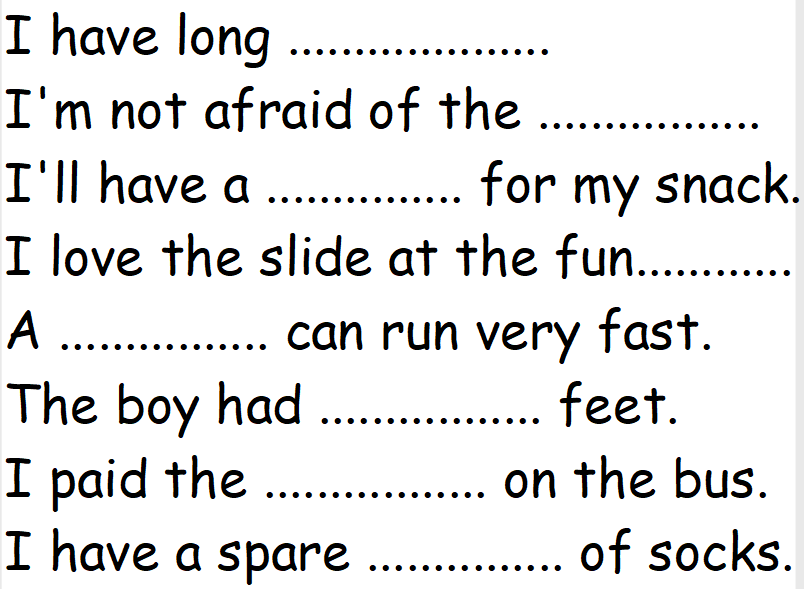 I have long ....................
I'm not afraid of the .................
I'll have a ............... for my snack.
I love the slide at the fun............
A ................ can run very fast.
The boy had ................. feet.
I paid the ................. on the bus.
I have a spare ............... of socks.